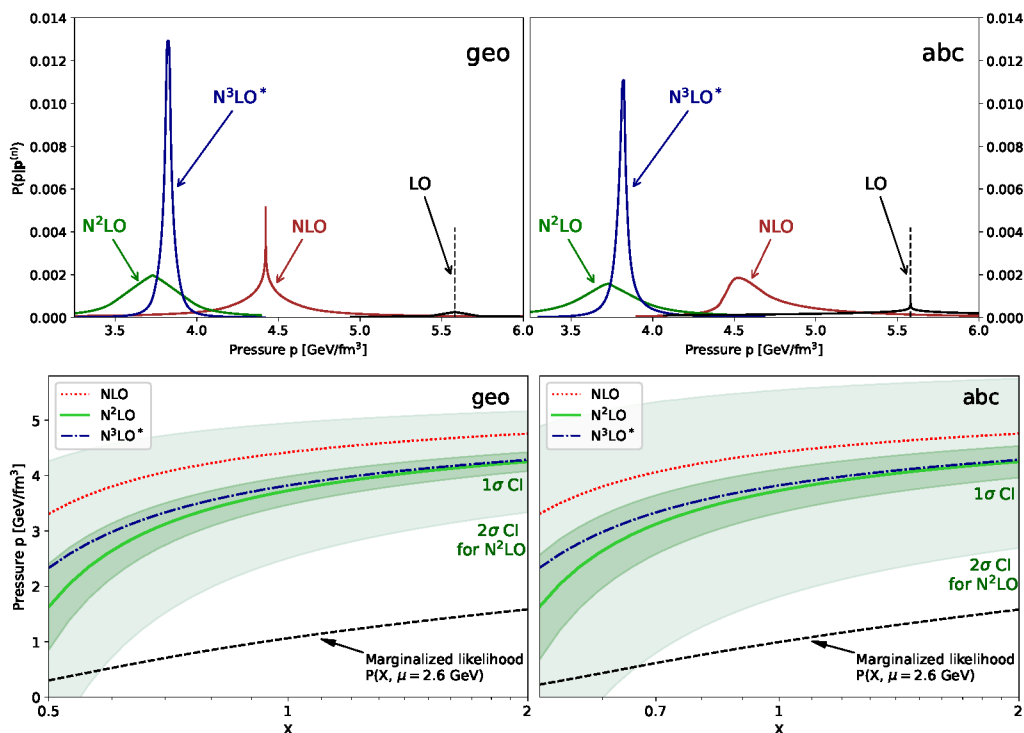 geo
P(p|p⁽ⁿ⁾)
0.014
0.012
0.010
0.008
0.006
0.004
0.002
0.000
N³LO*
N²LO
NLO
LO
3.5
4.0
4.5
5.0
5.5
6.0
Pressure p [GeV/fm³]
abc
N³LO*
N²LO
NLO
LO
0.014
0.012
0.010
0.008
0.006
0.004
0.002
0.000
3.5
4.0
4.5
5.0
5.5
6.0
Pressure p [GeV/fm³]
geo
Pressure p [GeV/fm³]
5
4
3
2
1
0
NLO
N²LO
N³LO*
1σ CI
2σ CI
for N²LO
Marginalized likelihood
P(X, μ = 2.6 GeV)
0.5
1
2
X
abc
NLO
N²LO
N³LO*
1σ CI
2σ CI
for N²LO
Marginalized likelihood
P(X, μ = 2.6 GeV)
0.7
1
2
X